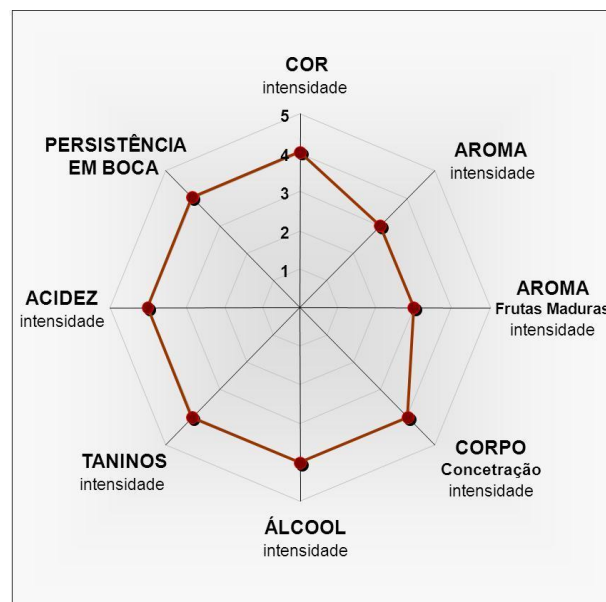 COR
intensidade
5
4
3
2
1
AROMA
intensidade
AROMA
Frutas Maduras
intensidade
CORPO
Concetração
intensidade
ÁLCOOL
intensidade
TANINOS
intensidade
ACIDEZ
intensidade
PERSISTÊNCIA
EM BOCA